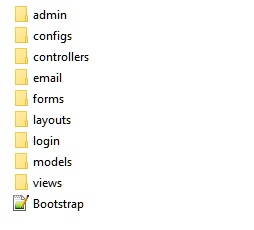 admin
configs
controllers
email
forms
layouts
login
models
views
Bootstrap